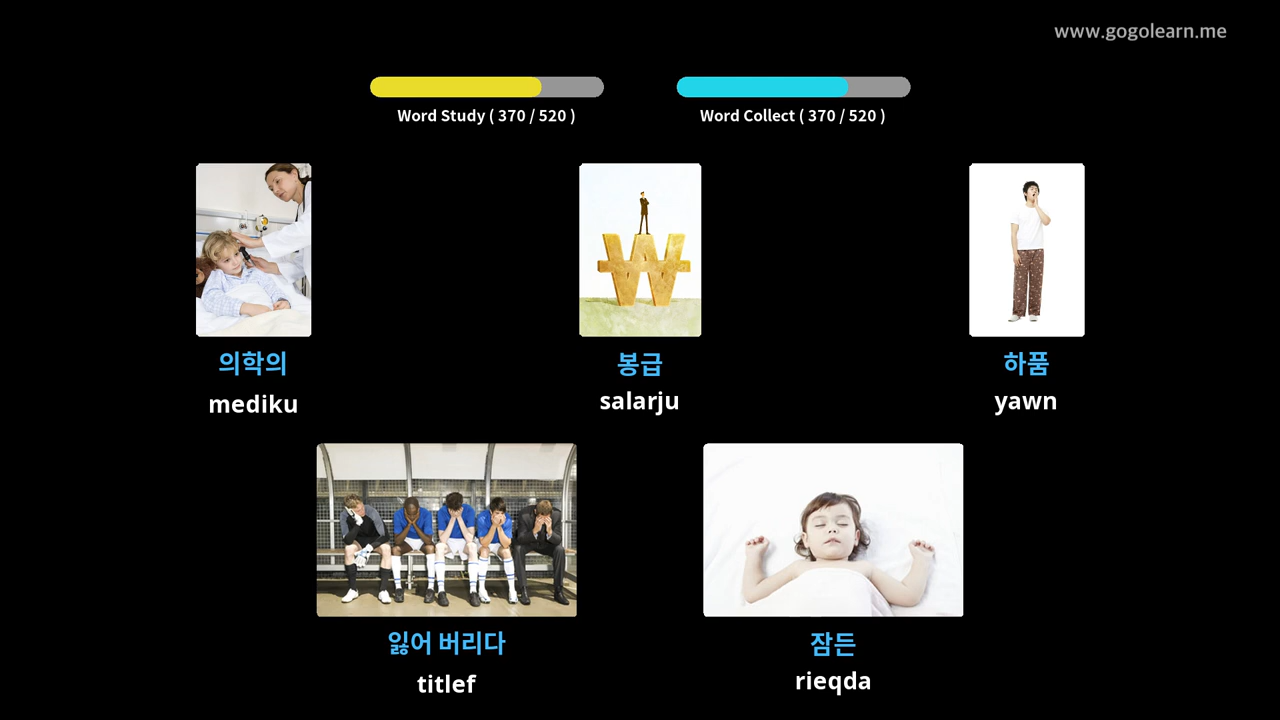 www.gogolearn.me
Word Study ( 370 / 520 )
Word Collect ( 370 / 520 )
의학의
mediku
봉급
salarju
하품
yawn
잃어 버리다
titlef
잠든
rieqda